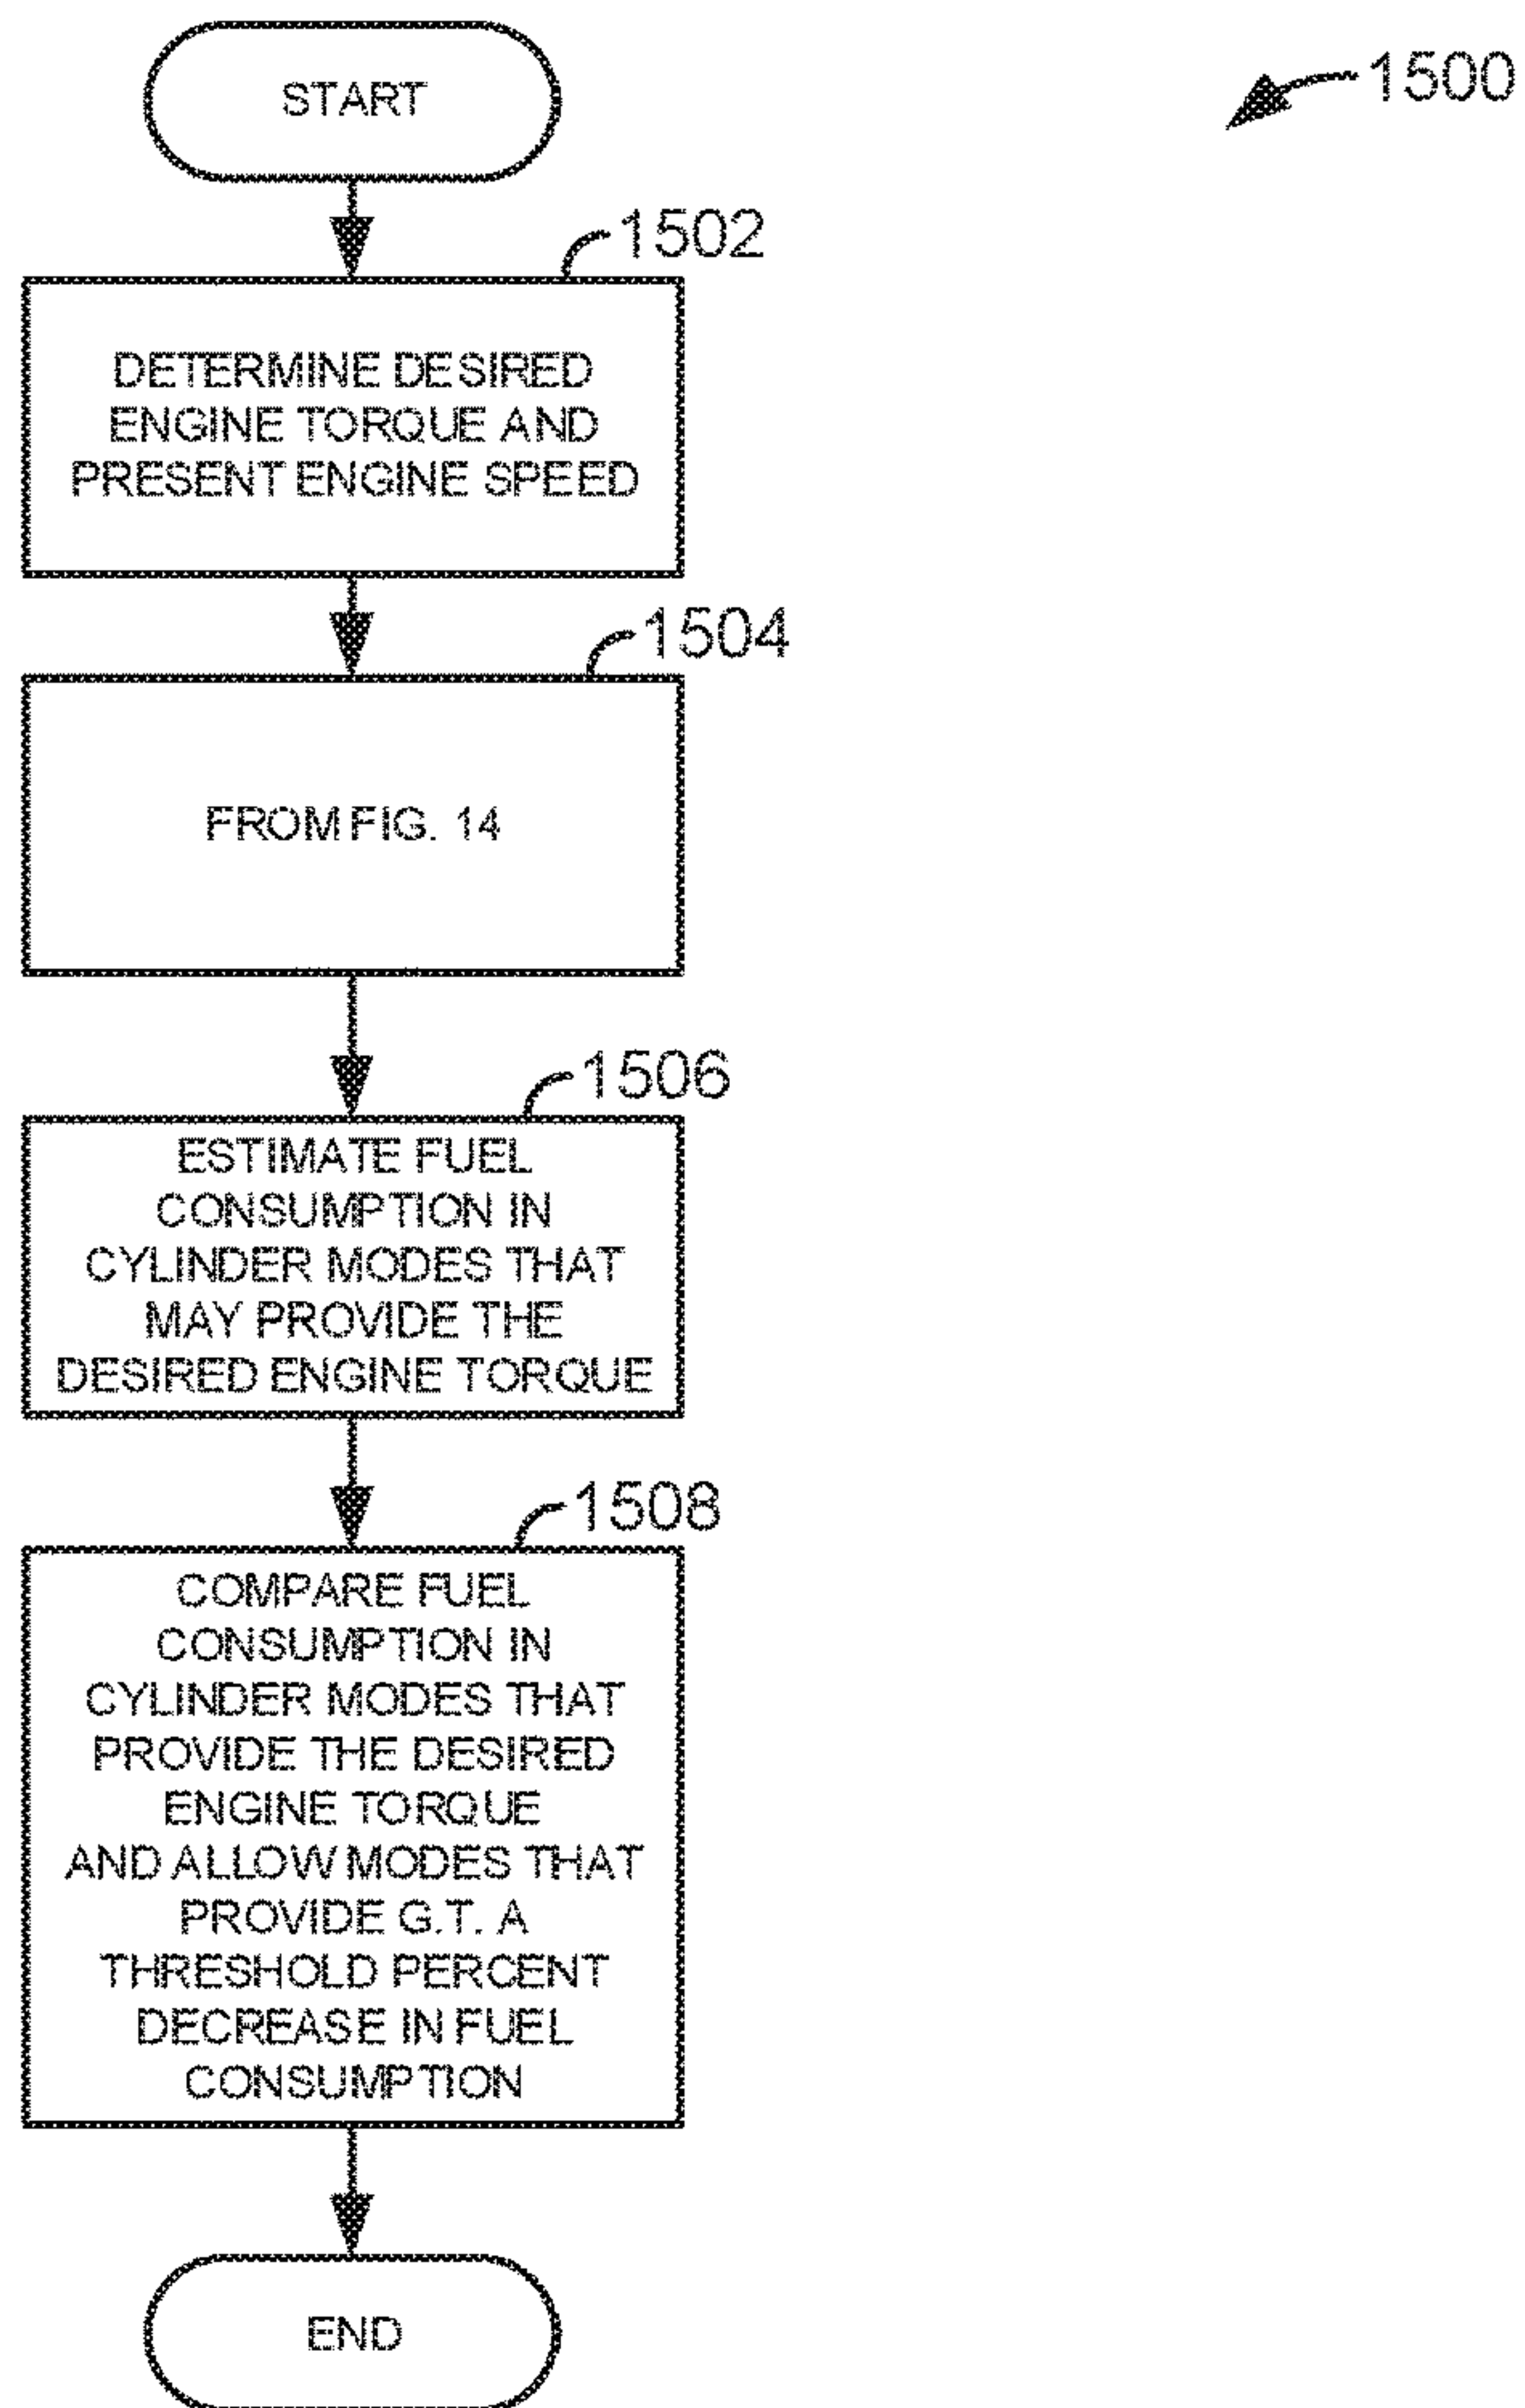 START
1500
1502
DETERMINE DESIRED
ENGINE TORQUE AND
PRESENT ENGINE SPEED
1504
FROM FIG. 14
1506
ESTIMATE FUEL
CONSUMPTION IN
CYLINDER MODES THAT
MAY PROVIDE THE
DESIRED ENGINE TORQUE
1508
COMPARE FUEL
CONSUMPTION IN
CYLINDER MODES THAT
PROVIDE THE DESIRED
ENGINE TORQUE
AND ALLOW MODES THAT
PROVIDE G.T. A
THRESHOLD PERCENT
DECREASE IN FUEL
CONSUMPTION
END